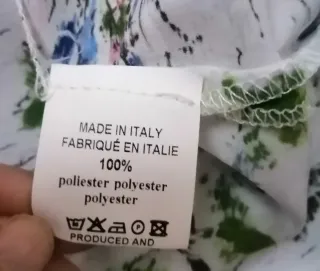 MADE IN ITALY
FABRIQUÉ EN ITALIE
100%
poliester polyester
polyester
PRODUCED AND